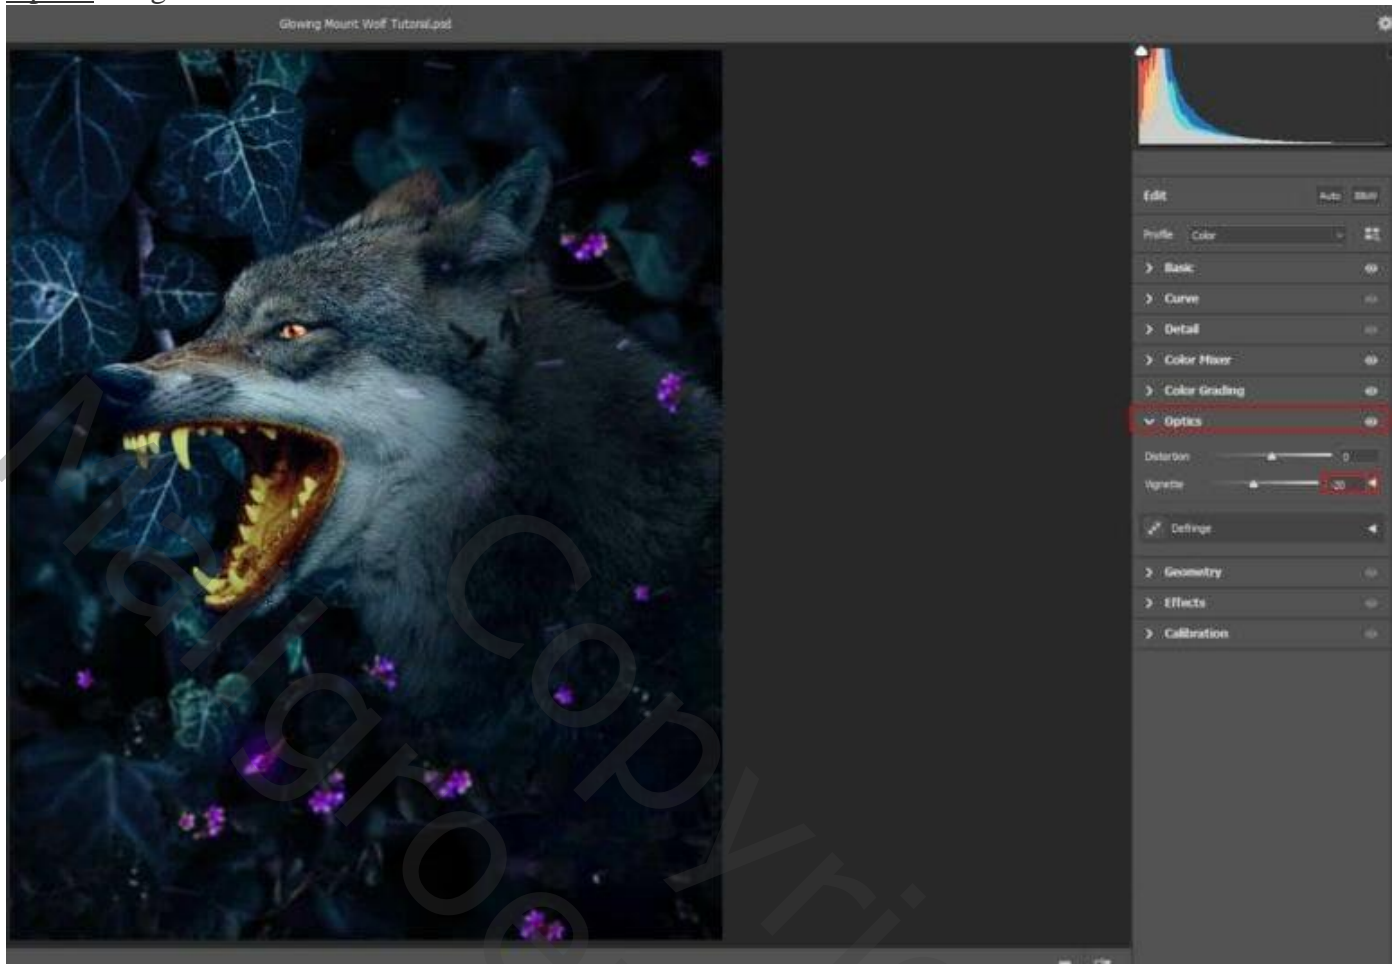 Glowing Mount Wolf Tutorial.psd
Edit Auto B&W
Profile Color
Basic
Curve
Detail
Color Mixer
Color Grading
Optics
Distortion 0
Vignette -20
Defringe
Geometry
Effects
Calibration